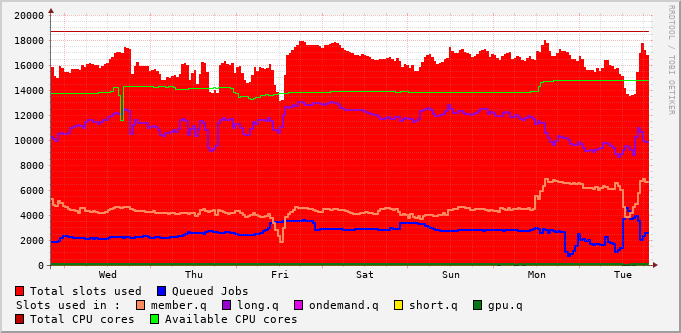 20000
18000
16000
14000
12000
10000
8000
6000
4000
2000
0
Wed Thu Fri Sat Sun Mon Tue
RRDTOOL / TOBI OETIKER
Total slots used Queued Jobs
Slots used in : member.q long.q ondemand.q short.q gpu.q
Total CPU cores Available CPU cores